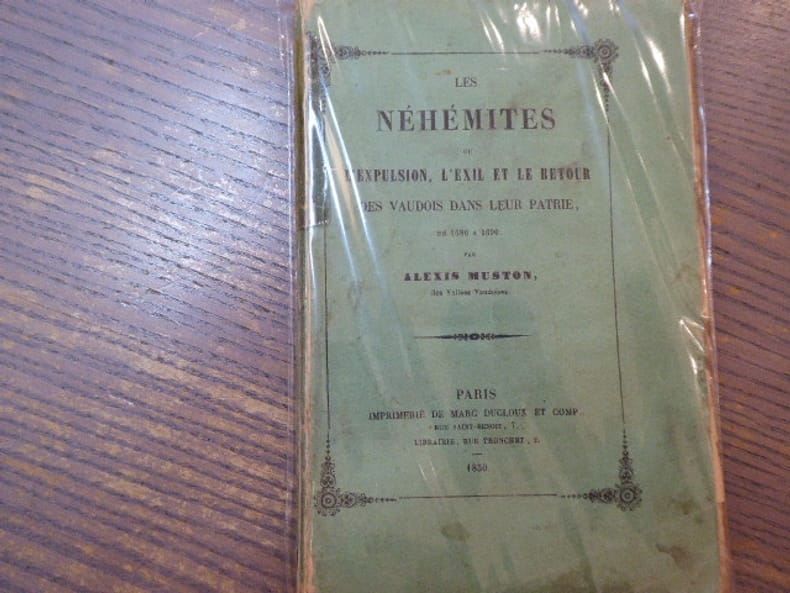 LES
NÉHÉMITES
OU
L'EXPULSION, L'EXIL ET LE RETOUR
DES VAUDOIS DANS LEUR PATRIE,
DE 1686 A 1690.
PAR
ALEXIS MUSTON,
des Vallées Vaudoises.
PARIS
IMPRIMERIE DE MARC DUCLOUX ET COMP.
RUE SAINT-BENOIT, 7.
LIBRAIRIE, RUE TRONCHET, 2.
1850